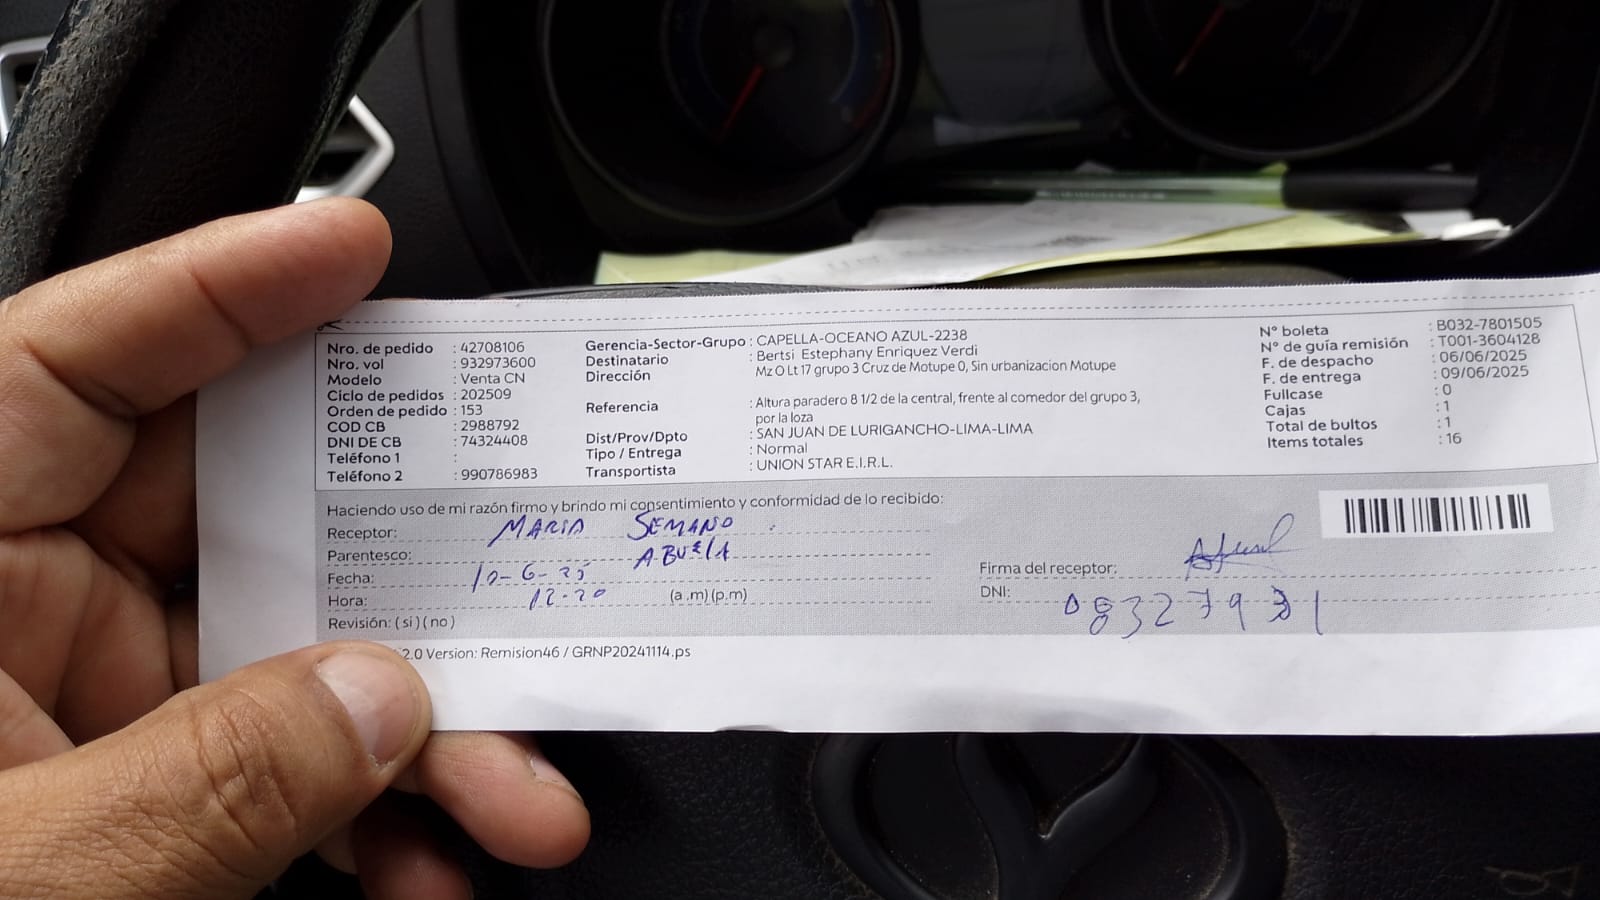 Nro. de pedido : 42708106
Nro. vol : 932973600
Modelo : Venta CN
Ciclo de pedidos : 202509
Orden de pedido : 153
COD CB : 2988792
DNI DE CB : 74324408
Teléfono 1 :
Teléfono 2 : 990786983
Gerencia-Sector-Grupo : CAPELLA-OCEANO AZUL-2238
Destinatario : Bertsi Estephany Enriquez Verdi
Dirección Mz O Lt 17 grupo 3 Cruz de Motupe 0, Sin urbanizacion Motupe
Referencia : Altura paradero 8 1/2 de la central, frente al comedor del grupo 3,
por la loza
Dist/Prov/Dpto : SAN JUAN DE LURIGANCHO-LIMA-LIMA
Tipo / Entrega : Normal
Transportista : UNION STAR E.I.R.L.
N° boleta : B032-7801505
N° de guía remisión : T001-3604128
F. de despacho : 06/06/2025
F. de entrega : 09/06/2025
Fullcase : 0
Cajas : 1
Total de bultos : 1
Items totales : 16
Haciendo uso de mi razón firmo y brindo mi consentimiento y conformidad de lo recibido:
Receptor: MARIA SEMANO
Parentesco: ABUELA
Fecha: 10-6-25
Hora: 12-20 (a.m)(p.m)
Revisión: (si)(no)
Firma del receptor:
DNI:
2.0 Version: Remision46 / GRNP20241114.ps